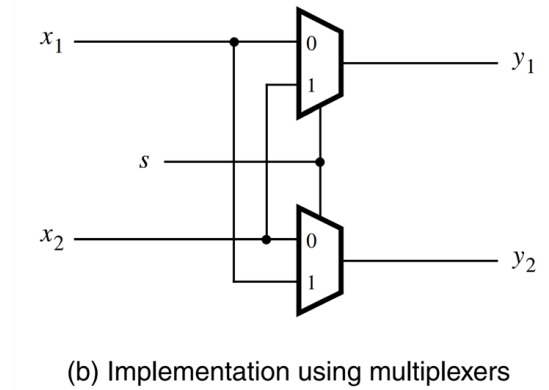 x₁ 0 y₁
1
s
x₂ 0 y₂
1
(b) Implementation using multiplexers